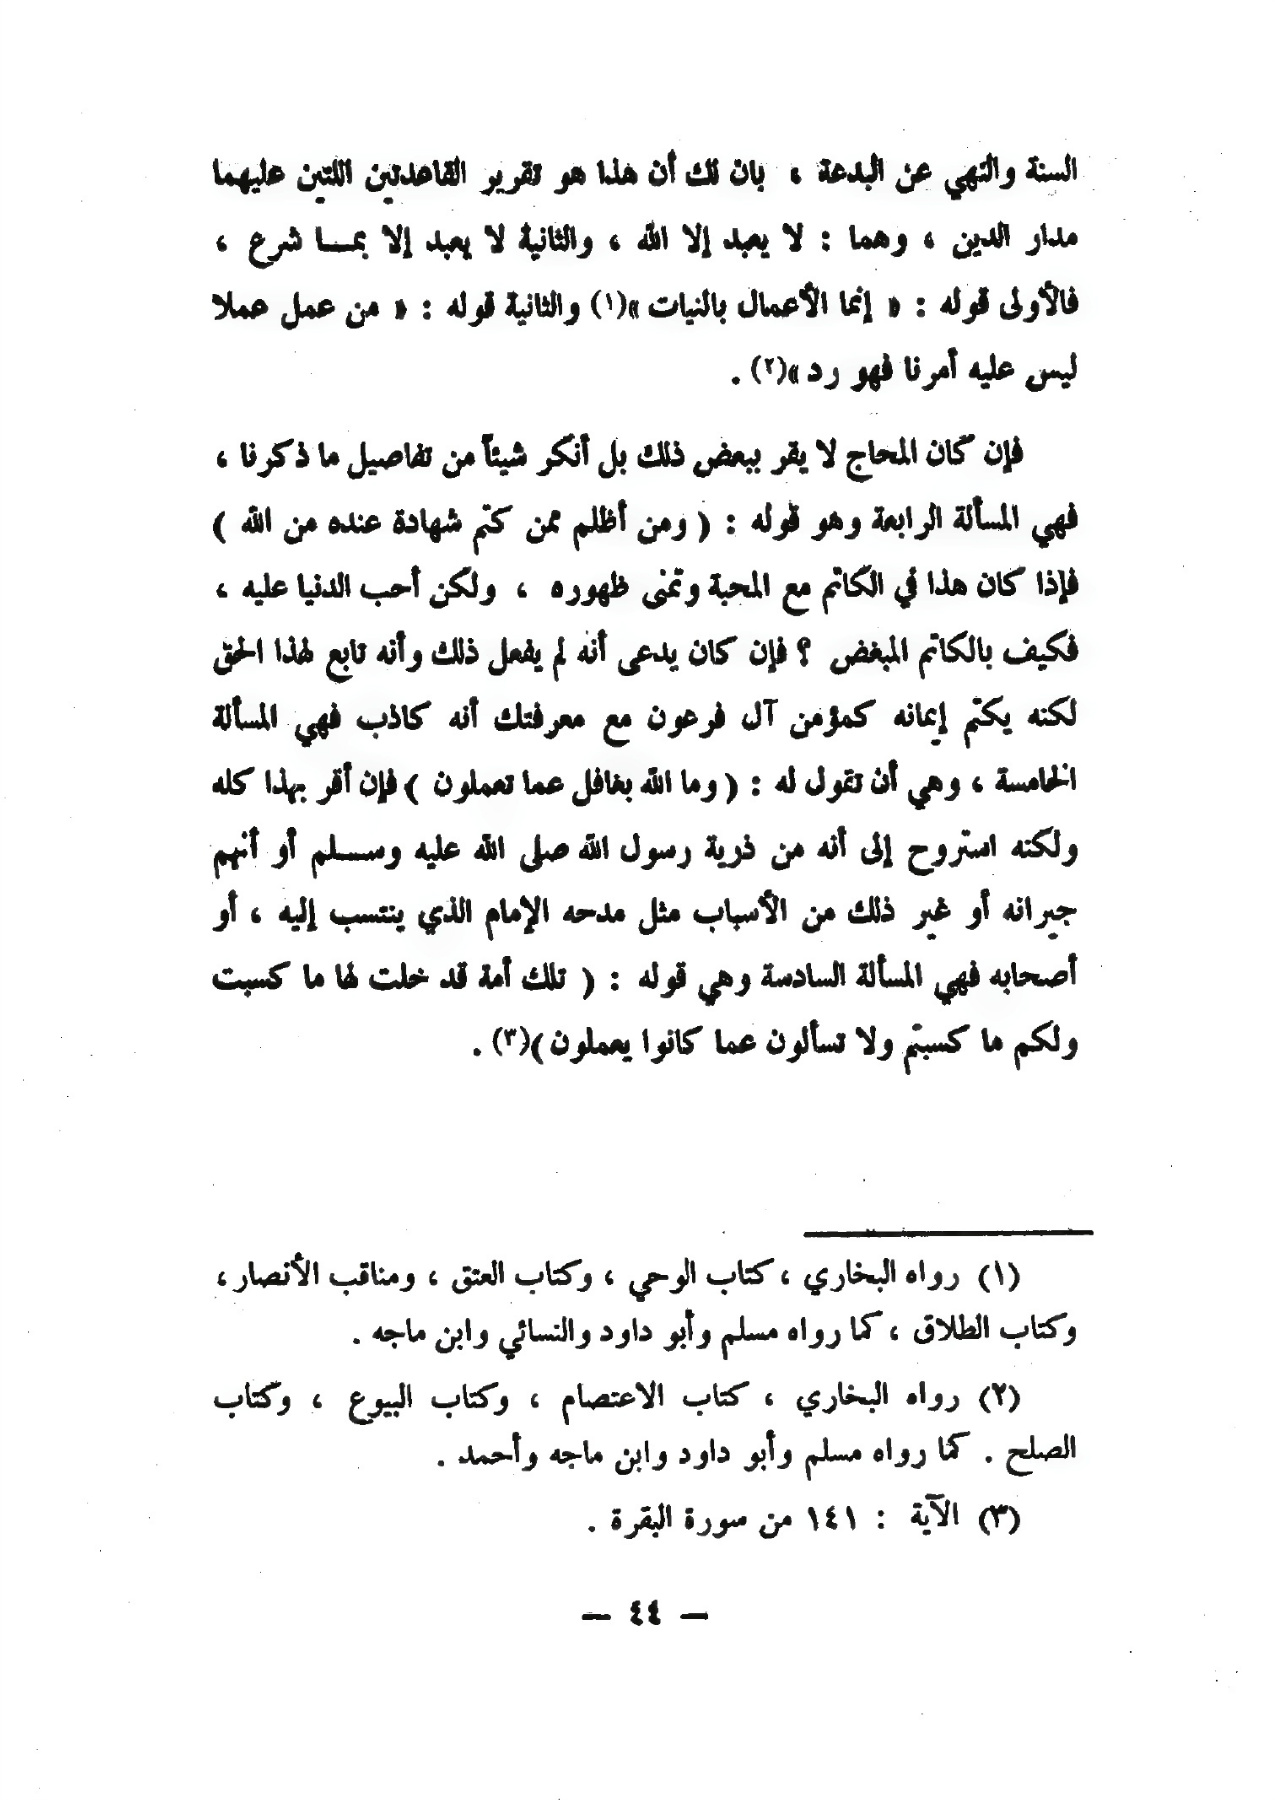 السنة والنهي عن البدعة ، بان لك أن هذا هو تقرير القاعدتين اللتين عليهما
مدار الدين ، وهما : لا يعبد إلا الله ، والثانية لا يعبد إلا بمـــا شرع ،
فالأولى قوله : « إنما الأعمال بالنيات »(١) والثانية قوله : « من عمل عملا
ليس عليه أمرنا فهو رد »(٢) .
فإن كان المحاج لا يقر ببعض ذلك بل أنكر شيئاً من تفاصيل ما ذكرنا ،
فهي المسألة الرابعة وهو قوله : ( ومن أظلم ممن كتم شهادة عنده من الله )
فإذا كان هذا في الكاتم مع المحبة وتمنى ظهوره ، ولكن أحب الدنيا عليه ،
فكيف بالكاتم المبغض ؟ فإن كان يدعى أنه لم يفعل ذلك وأنه تابع لهذا الحق
لكنه يكتم إيمانه كمؤمن آل فرعون مع معرفتك أنه كاذب فهي المسألة
الخامسة ، وهي أن تقول له : ( وما الله بغافل عما تعملون ) فإن أقر بهذا كله
ولكنه استروح إلى أنه من ذرية رسول الله صلى الله عليه وســـلم أو أنهم
جيرانه أو غير ذلك من الأسباب مثل مدحه الإمام الذي ينتسب إليه ، أو
أصحابه فهي المسألة السادسة وهي قوله : ( تلك أمة قد خلت لها ما كسبت
ولكم ما كسبتم ولا تسألون عما كانوا يعملون )(٣) .
(١) رواه البخاري ، كتاب الوحي ، وكتاب العتق ، ومناقب الأنصار ،
وكتاب الطلاق ، كما رواه مسلم وأبو داود والنسائي وابن ماجه .
(٢) رواه البخاري ، كتاب الاعتصام ، وكتاب البيوع ، وكتاب
الصلح . كما رواه مسلم وأبو داود وابن ماجه وأحمد .
(٣) الآية : ١٤١ من سورة البقرة .
— ٤٤ —